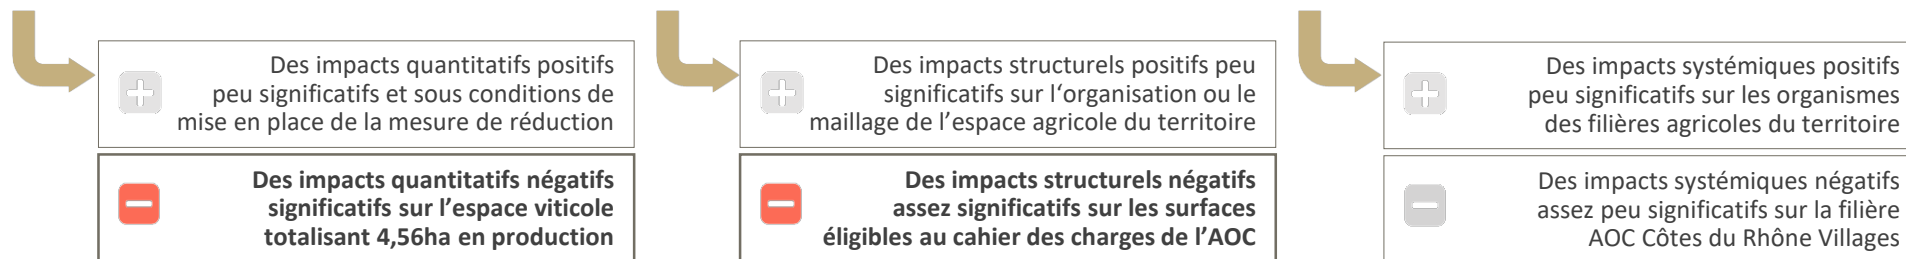 Des impacts quantitatifs positifs
peu significatifs et sous conditions de
mise en place de la mesure de réduction
Des impacts quantitatifs négatifs
significatifs sur l’espace viticole
totalisant 4,56ha en production
Des impacts structurels positifs peu
significatifs sur l‘organisation ou le
maillage de l’espace agricole du territoire
Des impacts structurels négatifs
assez significatifs sur les surfaces
éligibles au cahier des charges de l’AOC
Des impacts systémiques positifs
peu significatifs sur les organismes
des filières agricoles du territoire
Des impacts systémiques négatifs
assez peu significatifs sur la filière
AOC Côtes du Rhône Villages